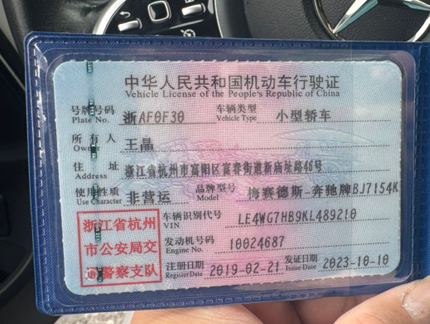 中华人民共和国机动车行驶证
Vehicle License of the People's Republic of China
号牌号码 Plate No. 浙AF0F30 车辆类型 Vehicle Type 小型轿车
所有人 Owner 王晶
住址 Address 浙江省杭州市富阳区富春街道新庙址路46号
使用性质 Use Character 非营运 品牌型号 Model 梅赛德斯-奔驰牌BJ7154K
浙江省杭州市公安局交通警察支队
车辆识别代号 VIN LE4WG7HB9KL489210
发动机号码 Engine No. 10024687
注册日期 Register Date 2019-02-21 发证日期 Issue Date 2023-10-10